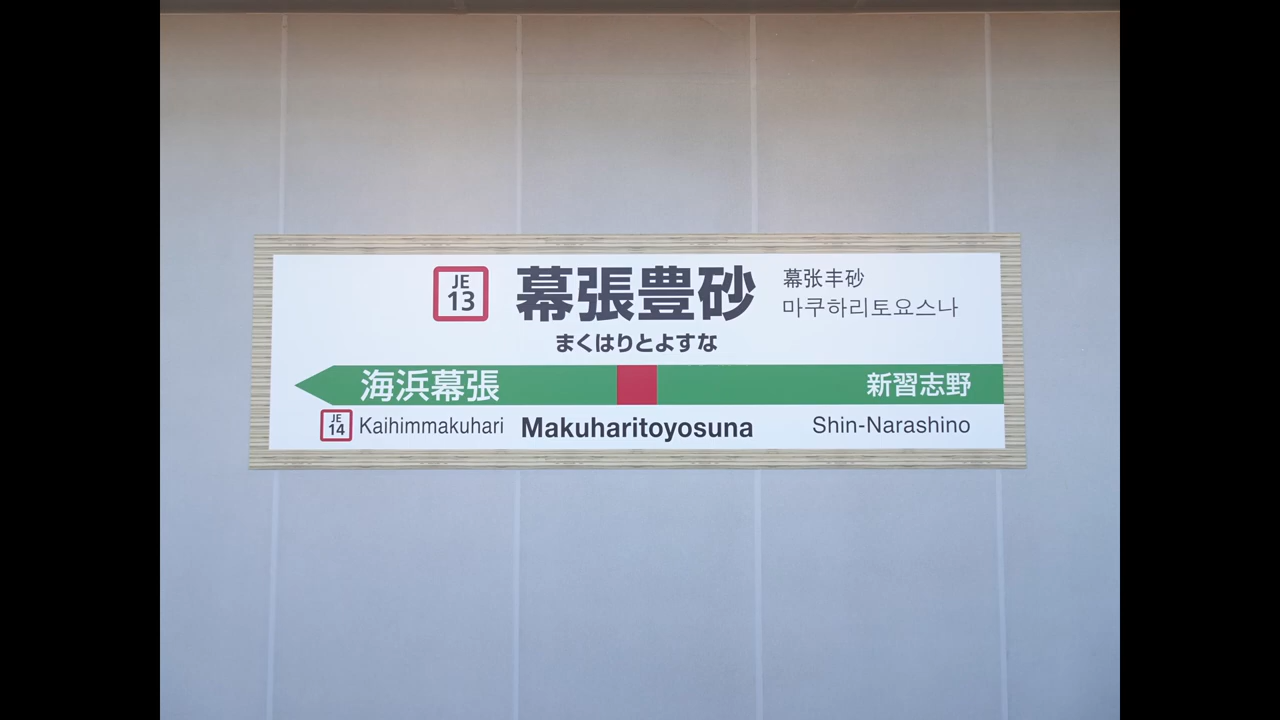 JE
13
幕張豊砂
幕张丰砂
마쿠하리토요스나
まくはりとよすな
海浜幕張
新習志野
JE
14
Kaihimmakuhari
Makuharitoyosuna
Shin-Narashino